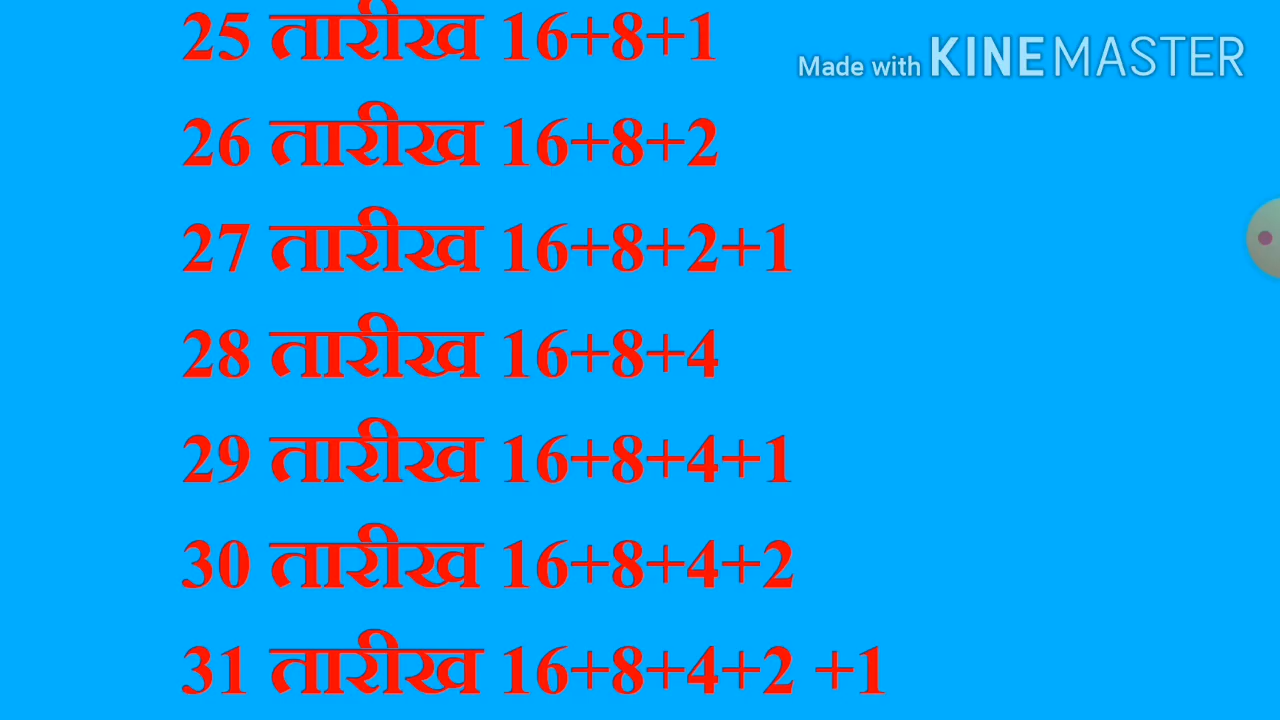 25 तारीख 16+8+1
Made with KINEMASTER
26 तारीख 16+8+2
27 तारीख 16+8+2+1
28 तारीख 16+8+4
29 तारीख 16+8+4+1
30 तारीख 16+8+4+2
31 तारीख 16+8+4+2 +1